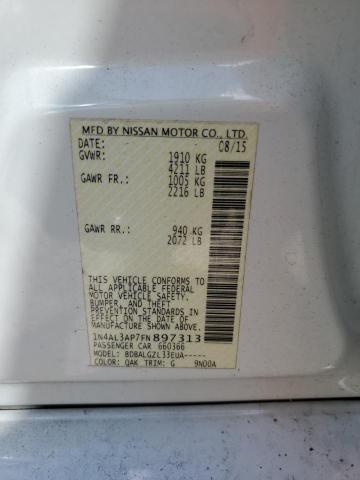 MFD BY NISSAN MOTOR CO., LTD.
DATE: 08/15
GVWR: 1910 KG
4211 LB
GAWR FR.: 1005 KG
2216 LB
GAWR RR.: 940 KG
2072 LB
THIS VEHICLE CONFORMS TO
ALL APPLICABLE FEDERAL
MOTOR VEHICLE SAFETY,
BUMPER, AND THEFT
PREVENTION STANDARDS
IN EFFECT ON THE DATE OF
MANUFACTURE SHOWN ABOVE.
1N4AL3AP7FN897313
PASSENGER CAR 660366
MODEL: BDBALGZL33EUA-----
COLOR: QAK TRIM: G 9N00A